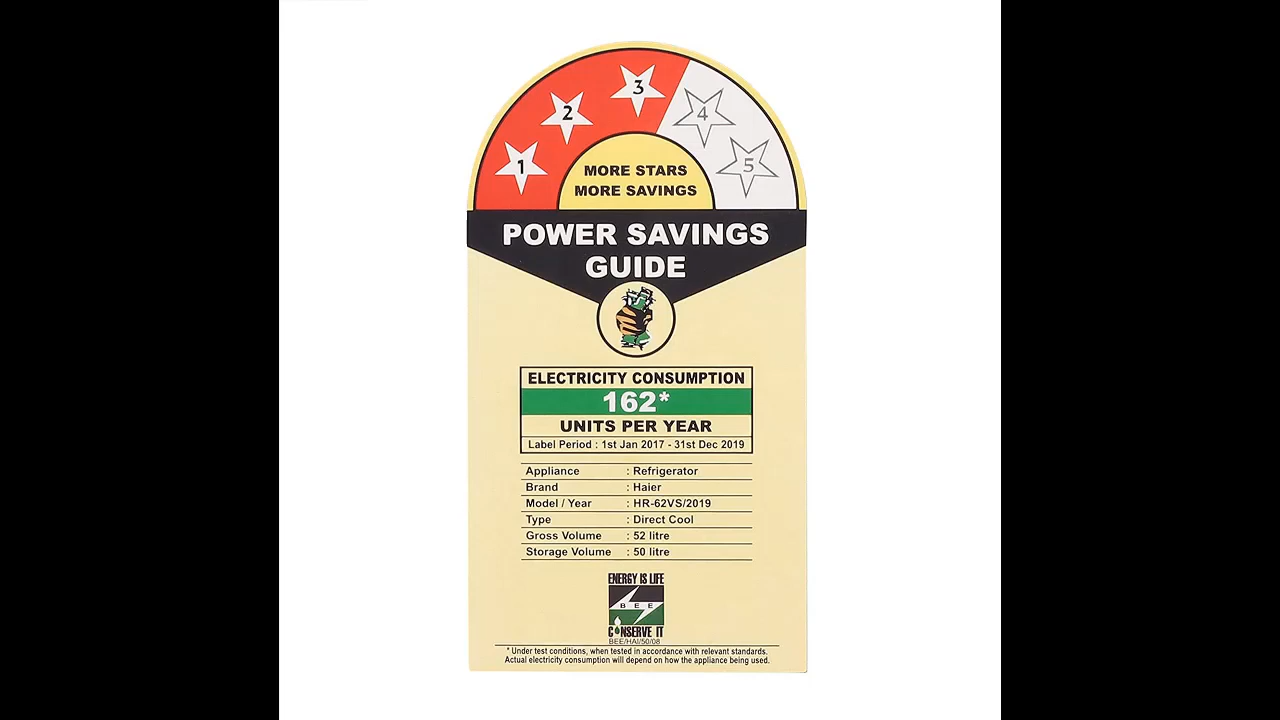 1
2
3
4
5
MORE STARS
MORE SAVINGS
POWER SAVINGS
GUIDE
ELECTRICITY CONSUMPTION
162*
UNITS PER YEAR
Label Period : 1st Jan 2017 - 31st Dec 2019
Appliance : Refrigerator
Brand : Haier
Model / Year : HR-62VS/2019
Type : Direct Cool
Gross Volume : 52 litre
Storage Volume : 50 litre
ENERGY IS LIFE
BEE
CONSERVE IT
BEE/HAI/50/08
* Under test conditions, when tested in accordance with relevant standards.
Actual electricity consumption will depend on how the appliance being used.